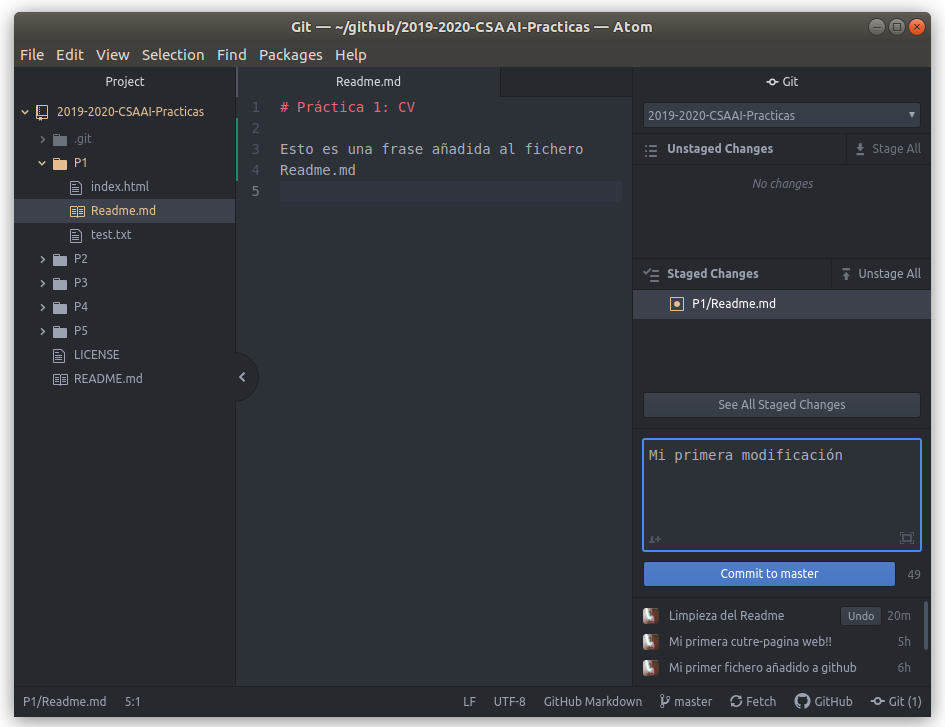 Git — ~/github/2019-2020-CSAAI-Practicas — Atom
File Edit View Selection Find Packages Help
Project
2019-2020-CSAAI-Practicas
.git
P1
index.html
Readme.md
test.txt
P2
P3
P4
P5
LICENSE
README.md
Readme.md
1 # Práctica 1: CV
2
3 Esto es una frase añadida al fichero
4 Readme.md
5
Git
2019-2020-CSAAI-Practicas
Unstaged Changes Stage All
No changes
Staged Changes Unstage All
P1/Readme.md
See All Staged Changes
Mi primera modificación
Commit to master 49
Limpieza del Readme Undo 20m
Mi primera cutre-pagina web!! 5h
Mi primer fichero añadido a github 6h
P1/Readme.md 5:1 LF UTF-8 GitHub Markdown master Fetch GitHub Git (1)